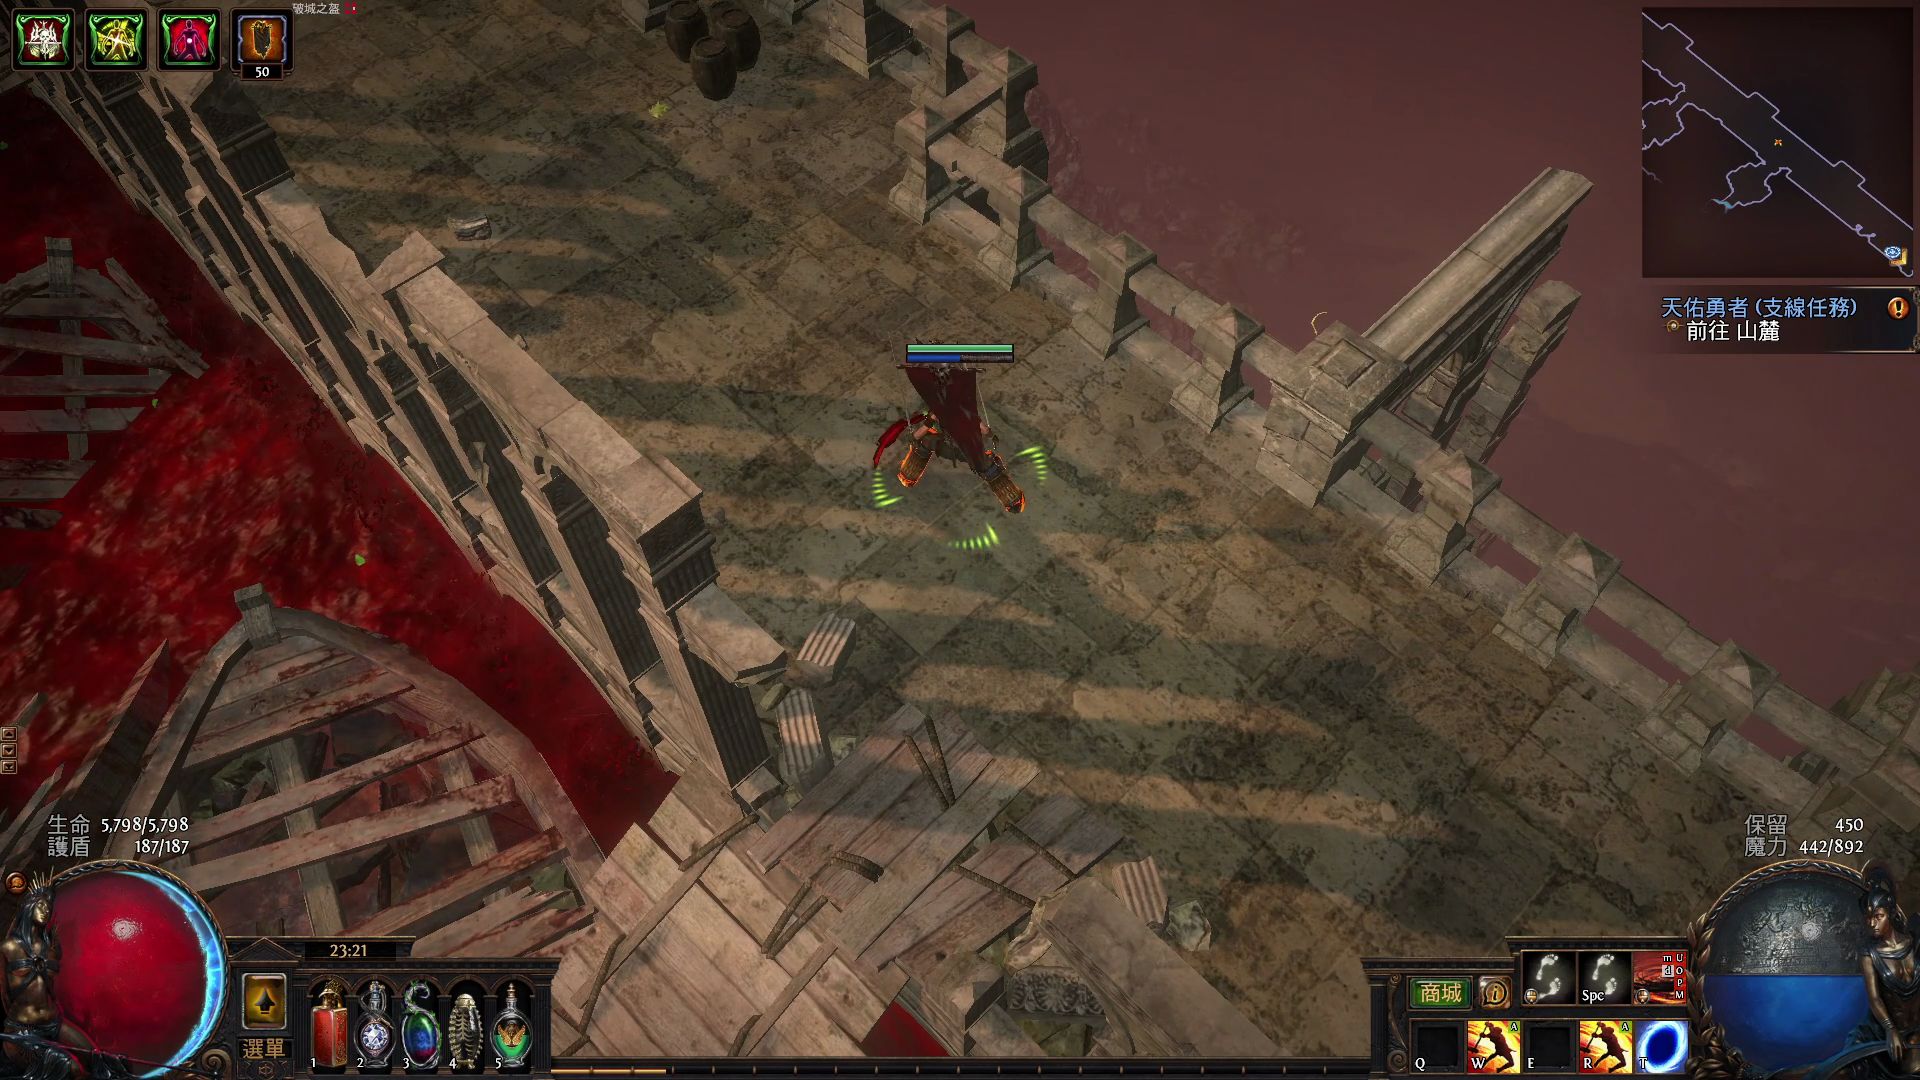 破城之盔
50
天佑勇者 (支線任務)
前往 山麓
生命 5,798/5,798
護盾 187/187
保留 450
魔力 442/892
23:21
選單
1 2 3 4 5
商城
Spc
m U
d O
P
M
Q W A E R A T